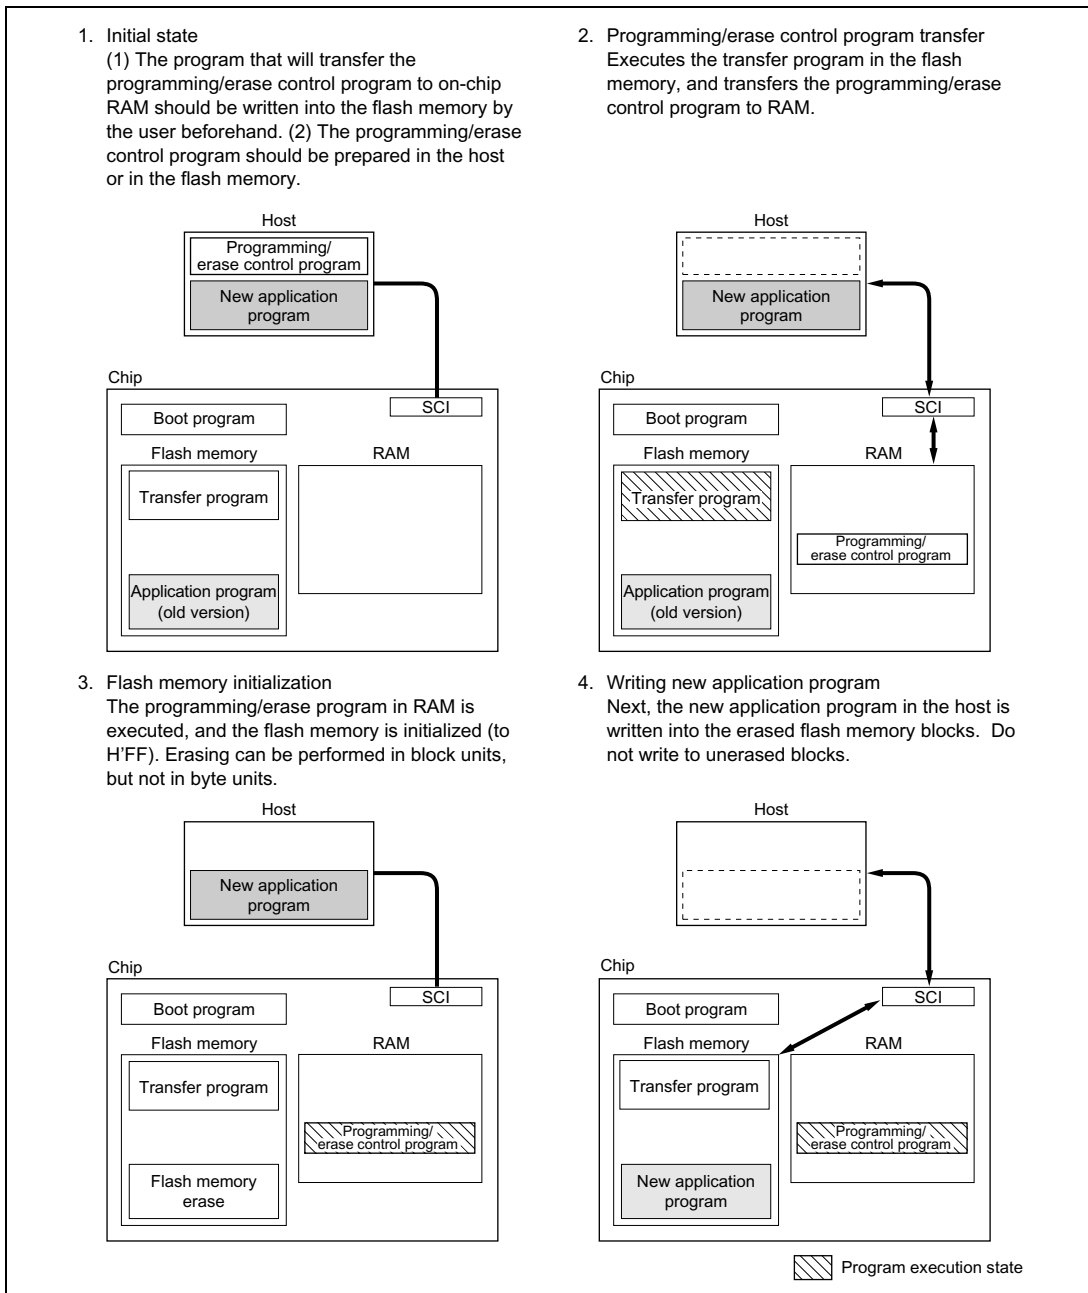 1. Initial state
(1) The program that will transfer the
programming/erase control program to on-chip
RAM should be written into the flash memory by
the user beforehand. (2) The programming/erase
control program should be prepared in the host
or in the flash memory.
Host
Programming/
erase control program
New application
program
Chip
SCI
Boot program
Flash memory
RAM
Transfer program
Application program
(old version)
2. Programming/erase control program transfer
Executes the transfer program in the flash
memory, and transfers the programming/erase
control program to RAM.
Host
New application
program
Chip
SCI
Boot program
Flash memory
RAM
Transfer program
Programming/
erase control program
Application program
(old version)
3. Flash memory initialization
The programming/erase program in RAM is
executed, and the flash memory is initialized (to
H'FF). Erasing can be performed in block units,
but not in byte units.
Host
New application
program
Chip
SCI
Boot program
Flash memory
RAM
Transfer program
Programming/
erase control program
Flash memory
erase
4. Writing new application program
Next, the new application program in the host is
written into the erased flash memory blocks. Do
not write to unerased blocks.
Host
Chip
SCI
Boot program
Flash memory
RAM
Transfer program
Programming/
erase control program
New application
program
Program execution state